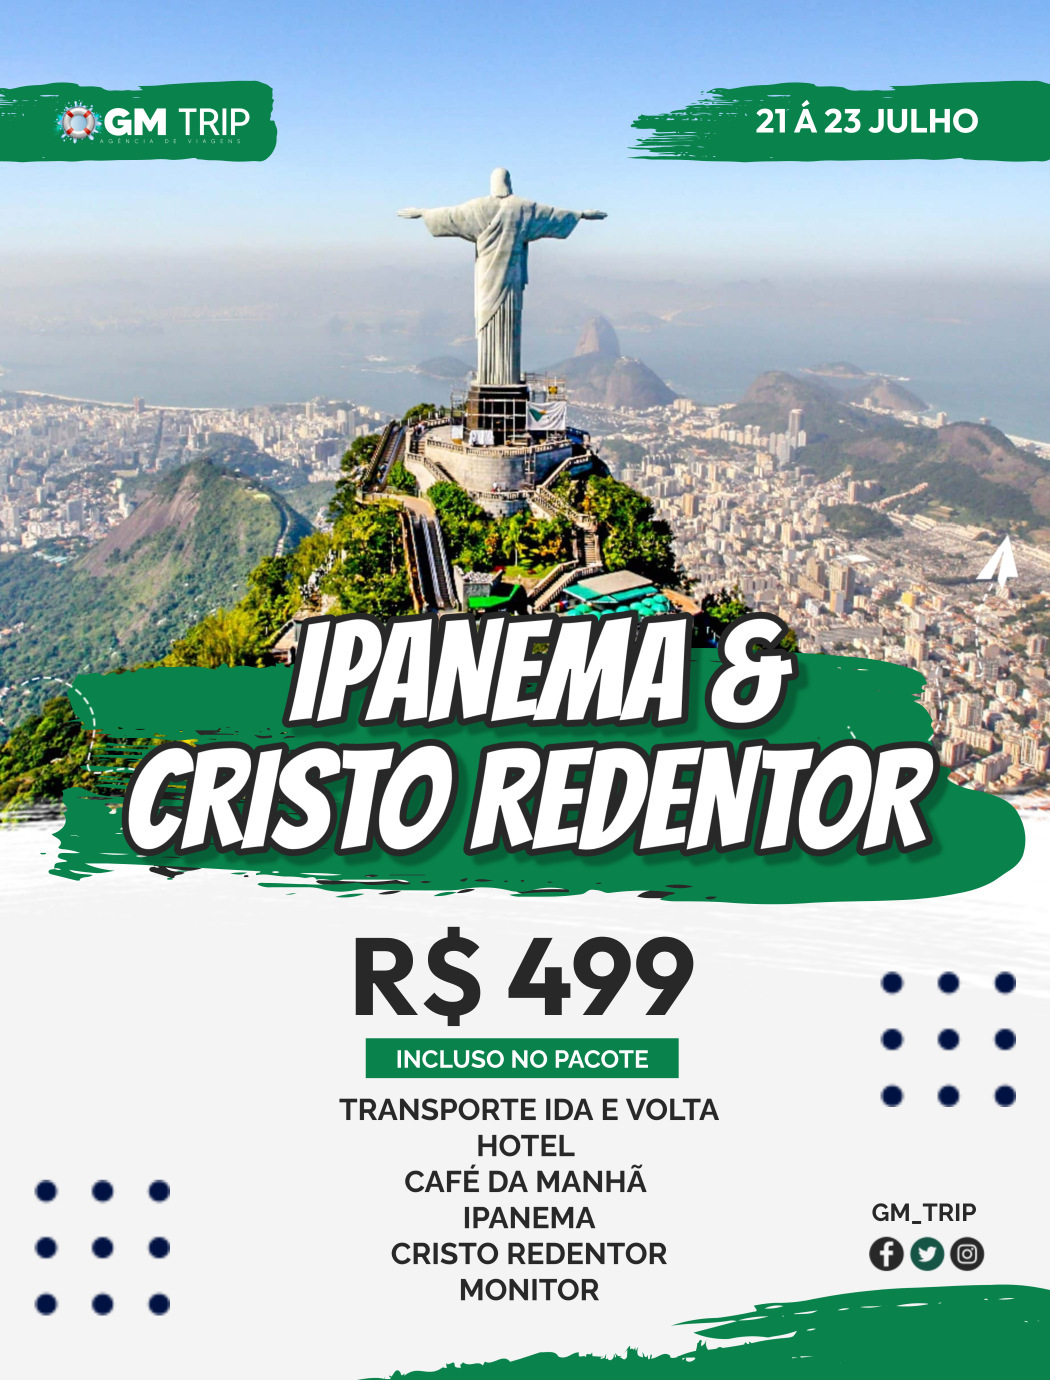 GM TRIP
AGÊNCIA DE VIAGENS
21 Á 23 JULHO
IPANEMA &
CRISTO REDENTOR
R$ 499
INCLUSO NO PACOTE
TRANSPORTE IDA E VOLTA
HOTEL
CAFÉ DA MANHÃ
IPANEMA
CRISTO REDENTOR
MONITOR
GM_TRIP